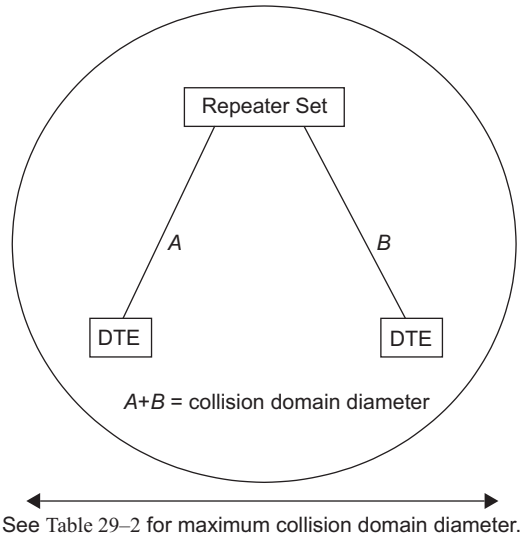 Repeater Set
A
B
DTE
DTE
A+B = collision domain diameter
See Table 29–2 for maximum collision domain diameter.